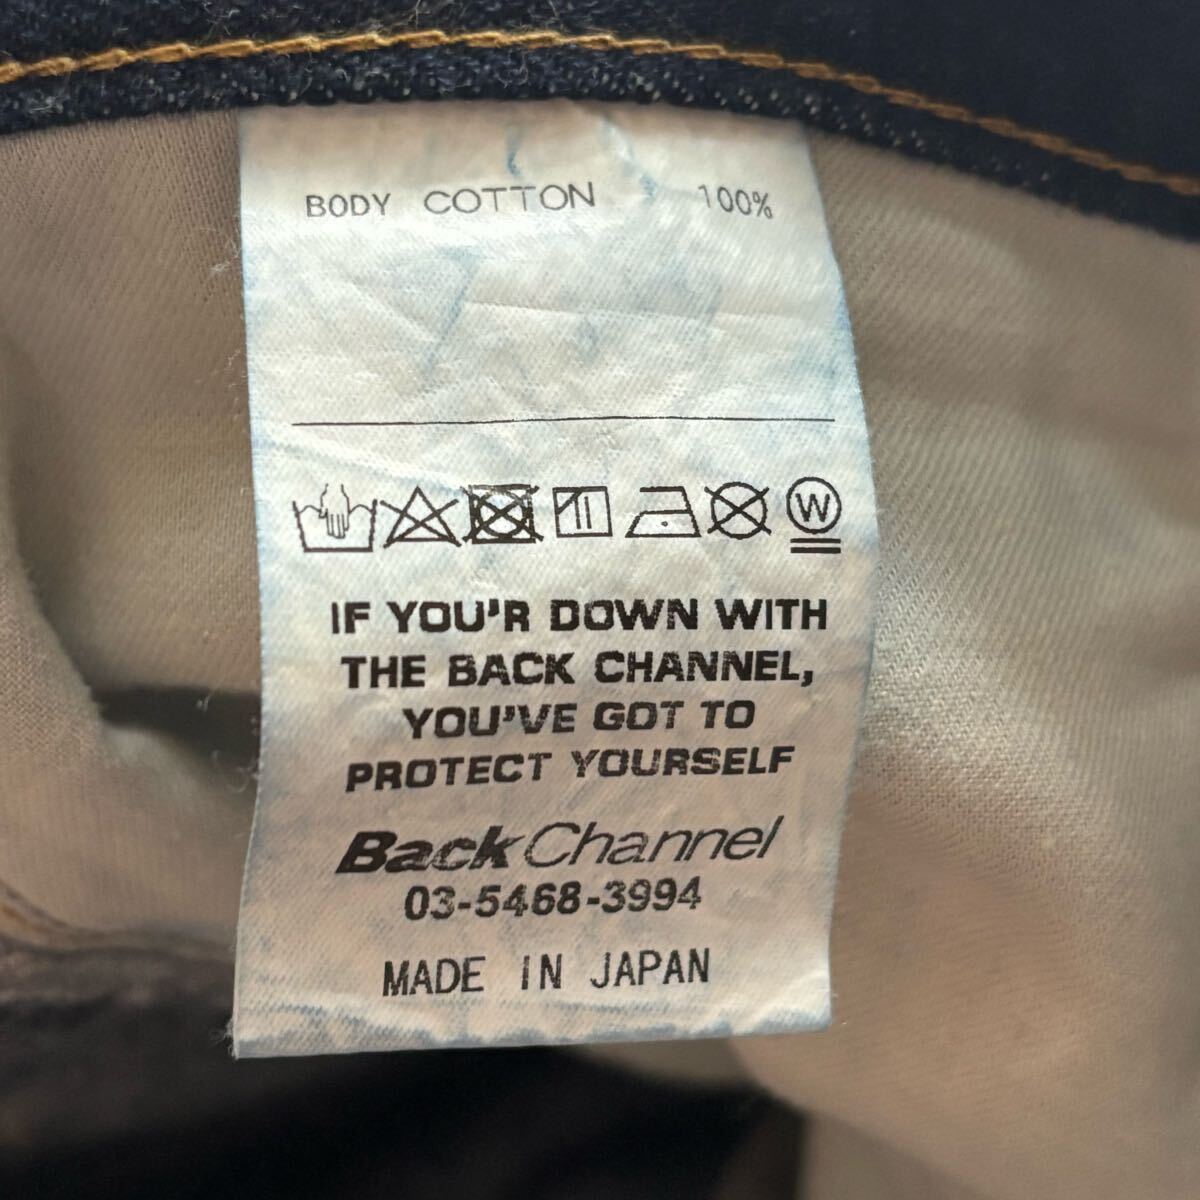 BODY COTTON 100%
W
IF YOU'R DOWN WITH
THE BACK CHANNEL,
YOU'VE GOT TO
PROTECT YOURSELF
BackChannel
03-5468-3994
MADE IN JAPAN